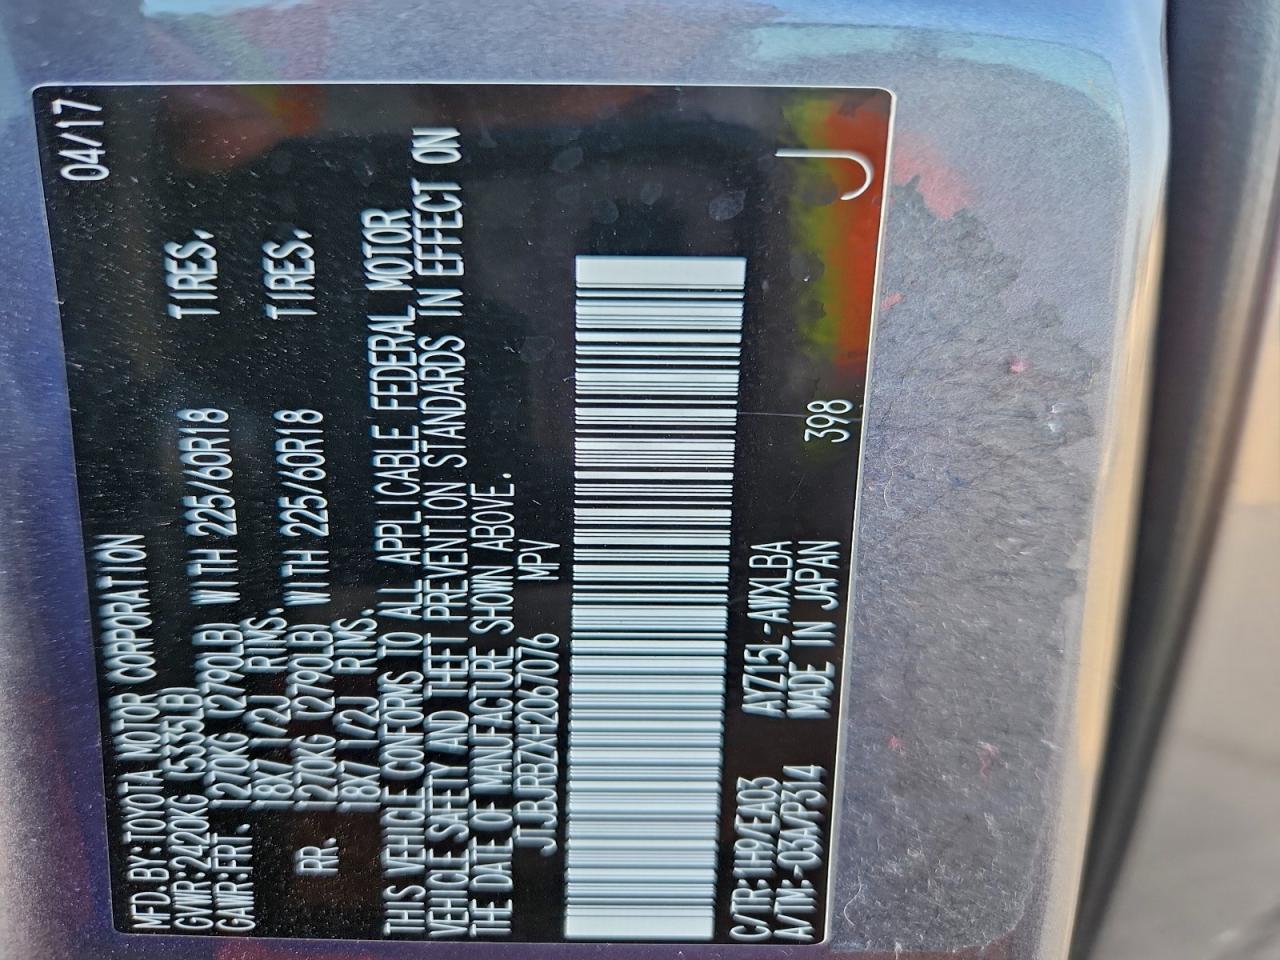 MFD.BY:TOYOTA MOTOR CORPORATION 04/17
GVWR:2420KG (5335LB)
GAWR:FRT. 1270KG (2790LB) WITH 225/60R18 TIRES,
18X7 1/2J RIMS.
RR. 1270KG (2790LB) WITH 225/60R18 TIRES,
18X7 1/2J RIMS.
THIS VEHICLE CONFORMS TO ALL APPLICABLE FEDERAL MOTOR
VEHICLE SAFETY AND THEFT PREVENTION STANDARDS IN EFFECT ON
THE DATE OF MANUFACTURE SHOWN ABOVE.
JTJBJRBZXH2067076 MPV
C/TR:1H9/EA03 AYZ15L-AWXLBA
A/TM:-03A/P314 MADE IN JAPAN 398 J